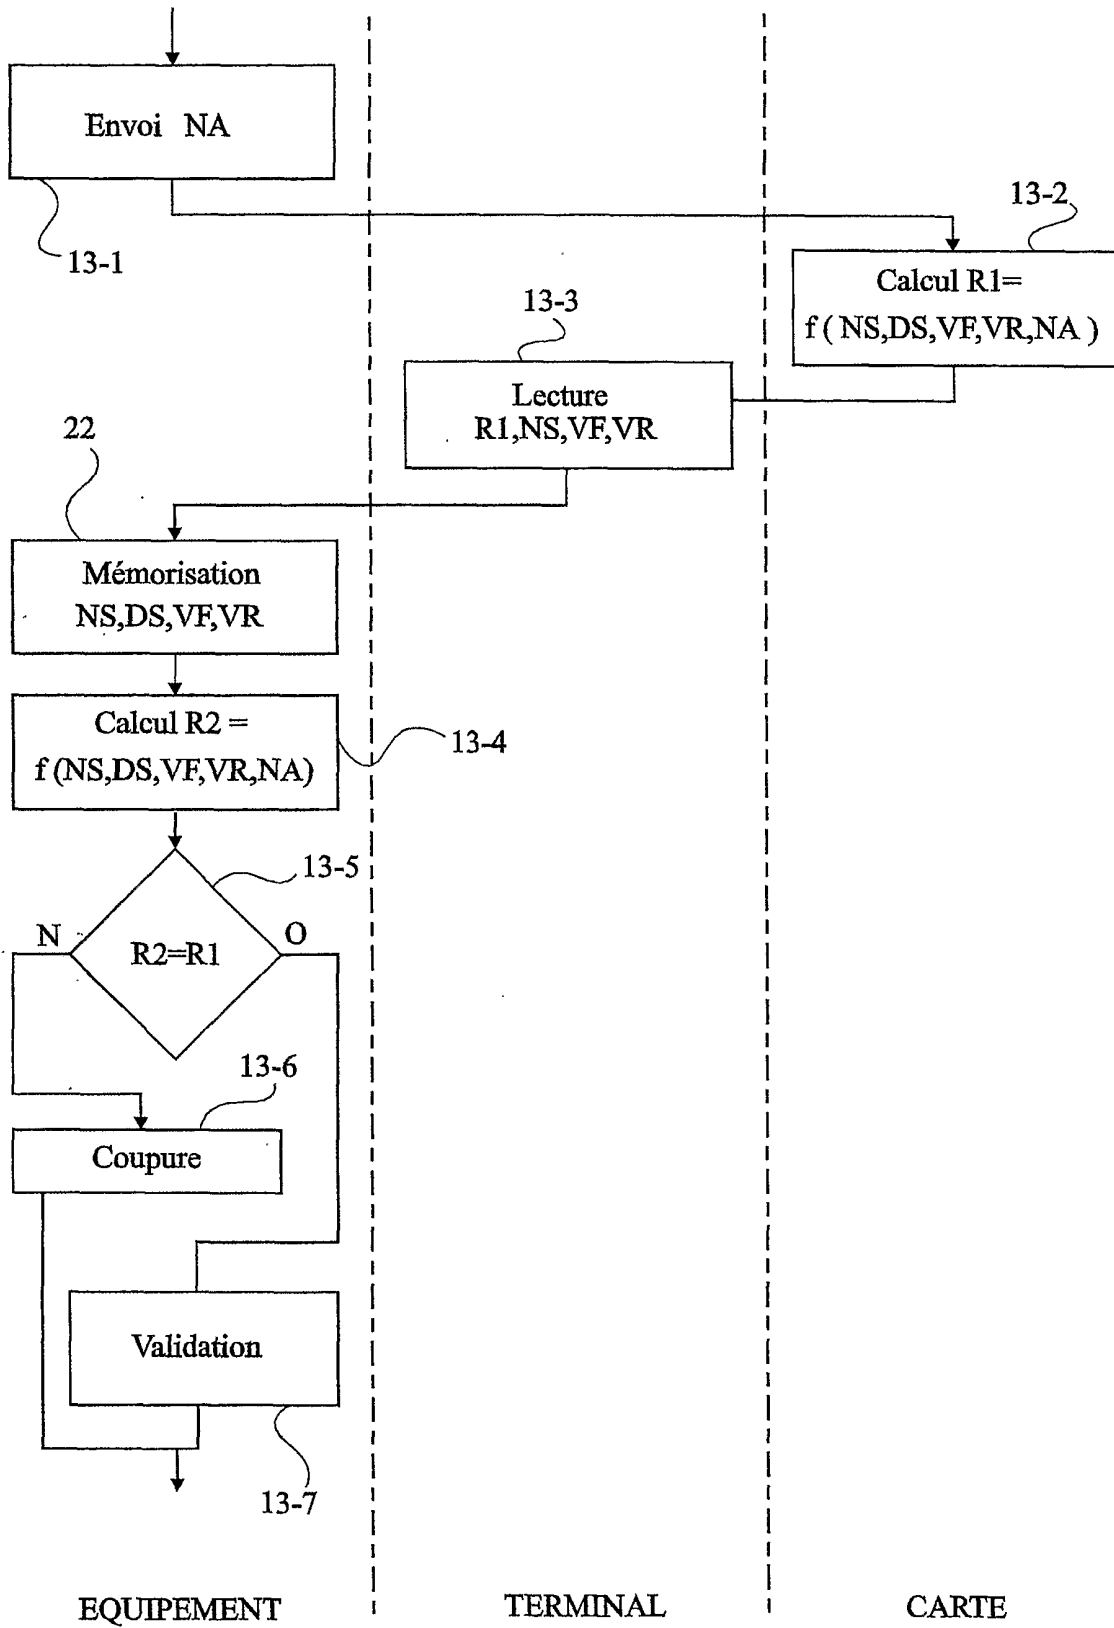 Envoi NA
13-1
13-2
Calcul R1=
f ( NS,DS,VF,VR,NA )
13-3
Lecture
R1,NS,VF,VR
22
Mémorisation
NS,DS,VF,VR
Calcul R2 =
f (NS,DS,VF,VR,NA)
13-4
13-5
N
O
R2=R1
13-6
Coupure
Validation
13-7
EQUIPEMENT
TERMINAL
CARTE